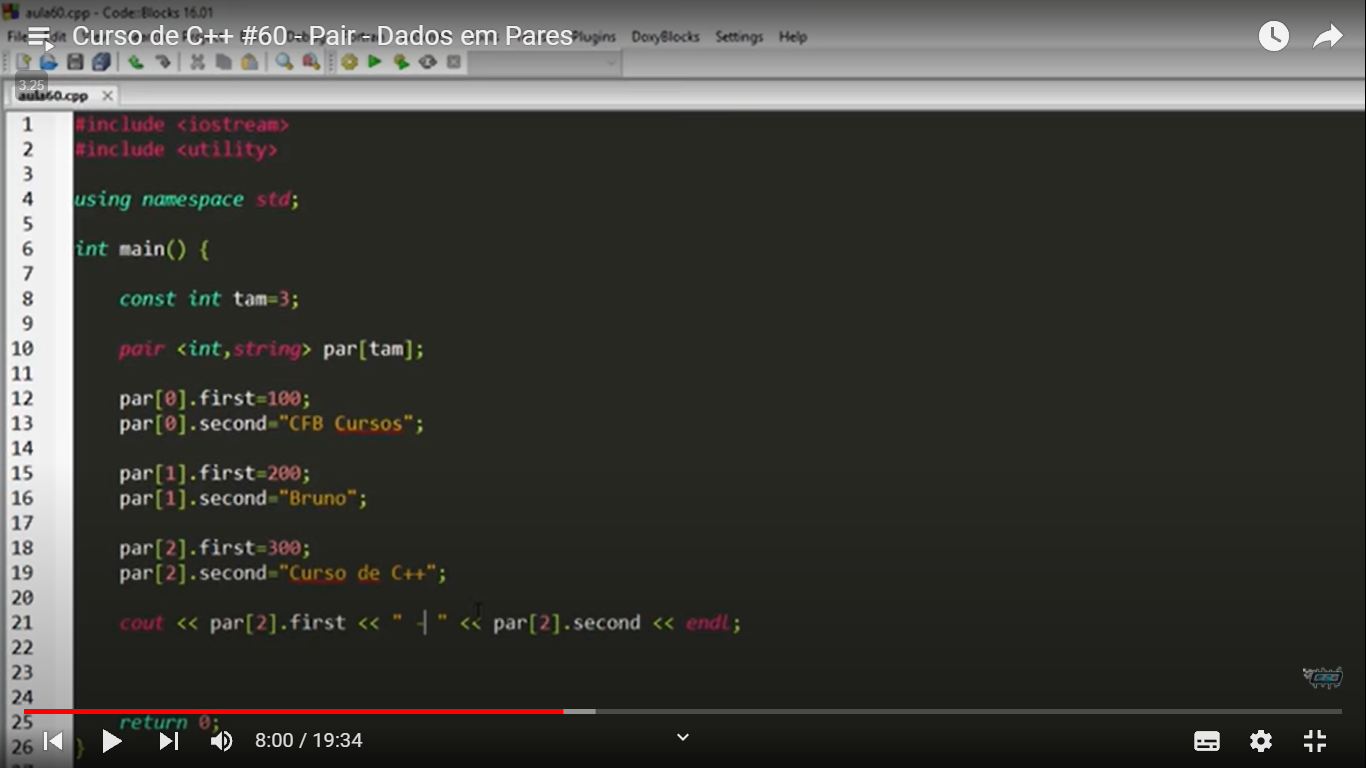 aula60.cpp - Code::Blocks 16.01
Curso de C++ #60 - Pair - Dados em Pares
Plugins DoxyBlocks Settings Help
3.25
aula60.cpp
1 #include <iostream>
2 #include <utility>
3
4 using namespace std;
5
6 int main() {
7
8 const int tam=3;
9
10 pair <int,string> par[tam];
11
12 par[0].first=100;
13 par[0].second="CFB Cursos";
14
15 par[1].first=200;
16 par[1].second="Bruno";
17
18 par[2].first=300;
19 par[2].second="Curso de C++";
20
21 cout << par[2].first << " - " << par[2].second << endl;
22
23
24
25 return 0;
26 }
8:00 / 19:34